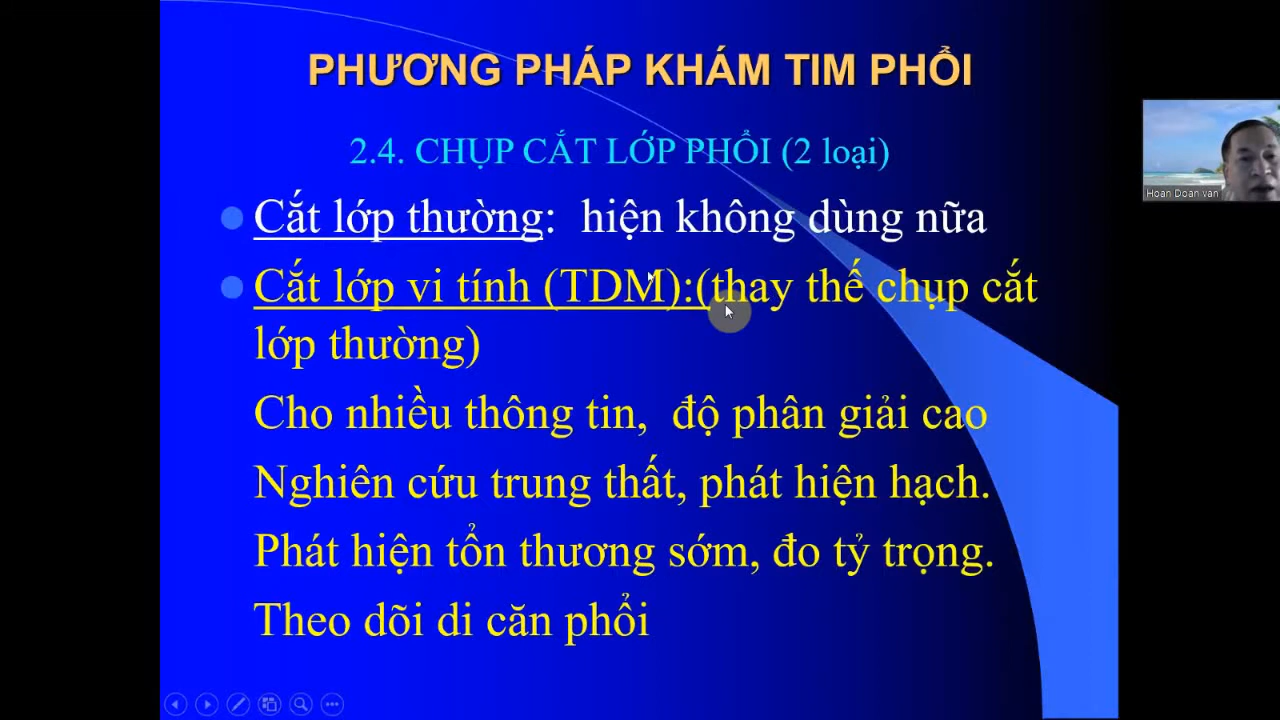 PHƯƠNG PHÁP KHÁM TIM PHỔI
2.4. CHỤP CẮT LỚP PHỔI (2 loại)
Cắt lớp thường: hiện không dùng nữa
Cắt lớp vi tính (TDM):(thay thế chụp cắt
lớp thường)
Cho nhiều thông tin, độ phân giải cao
Nghiên cứu trung thất, phát hiện hạch.
Phát hiện tổn thương sớm, đo tỷ trọng.
Theo dõi di căn phổi
Hoan Doan van